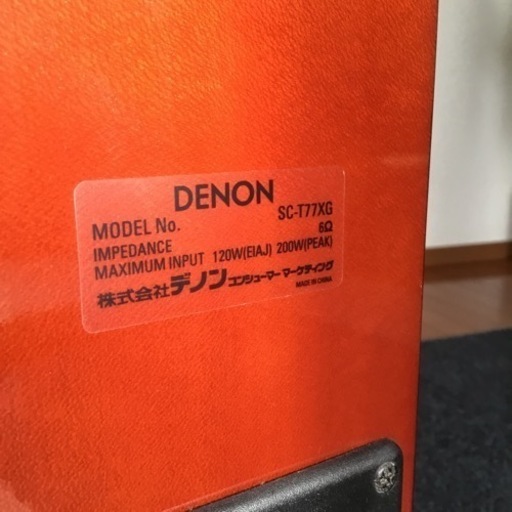 DENON
MODEL No. SC-T77XG
IMPEDANCE 6Ω
MAXIMUM INPUT 120W(EIAJ) 200W(PEAK)
株式会社デノン コンシューマー マーケティング
MADE IN CHINA